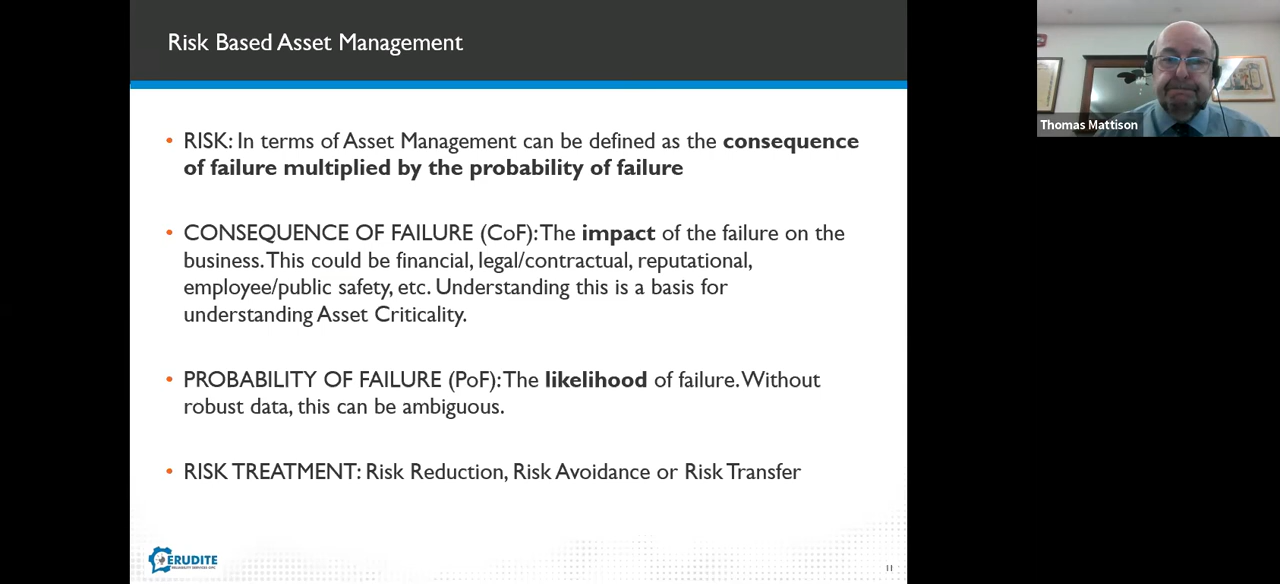 Risk Based Asset Management
Thomas Mattison
• RISK: In terms of Asset Management can be defined as the consequence
of failure multiplied by the probability of failure
• CONSEQUENCE OF FAILURE (CoF): The impact of the failure on the
business. This could be financial, legal/contractual, reputational,
employee/public safety, etc. Understanding this is a basis for
understanding Asset Criticality.
• PROBABILITY OF FAILURE (PoF): The likelihood of failure. Without
robust data, this can be ambiguous.
• RISK TREATMENT: Risk Reduction, Risk Avoidance or Risk Transfer
ERUDITE
RELIABILITY SERVICES
11